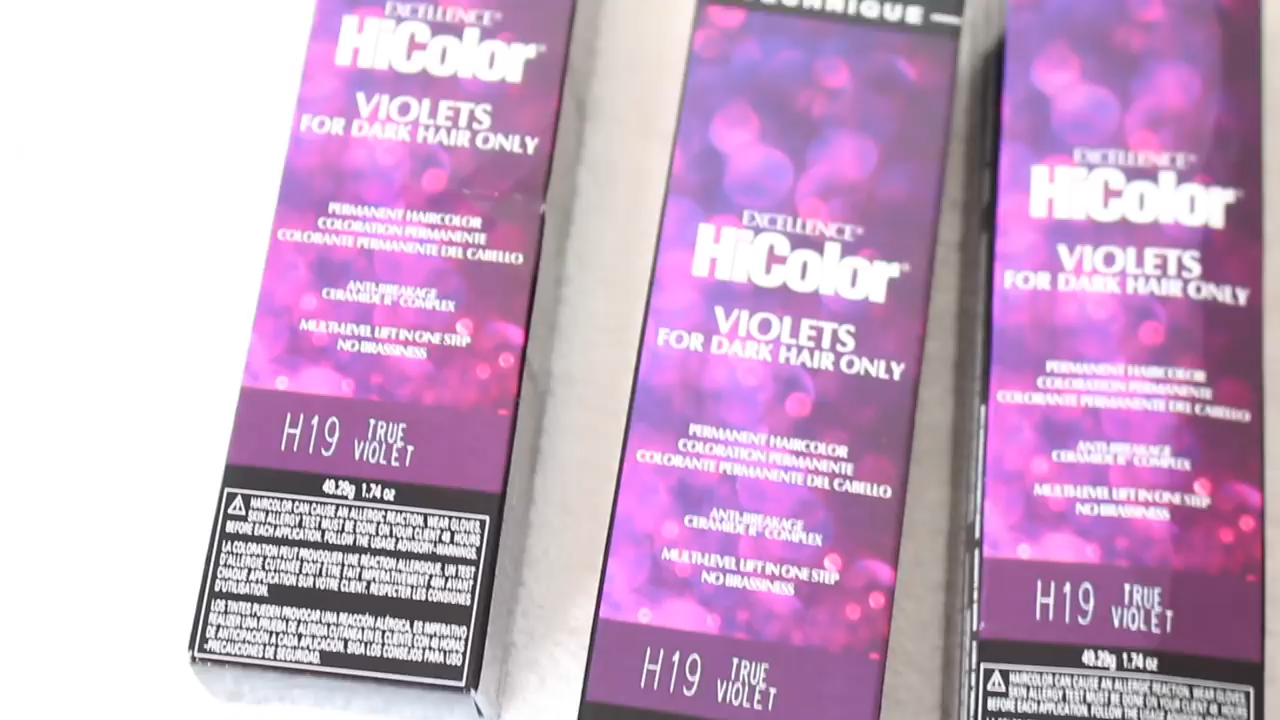 EXCELLENCE®
HiColor
VIOLETS
FOR DARK HAIR ONLY
PERMANENT HAIRCOLOR
COLORATION PERMANENTE
COLORANTE PERMANENTE DEL CABELLO
ANTI-BREAKAGE
CERAMIDE R® COMPLEX
MULTI-LEVEL LIFT IN ONE STEP
NO BRASSINESS
H19 TRUE VIOLET
49.29g 1.74 oz
HAIRCOLOR CAN CAUSE AN ALLERGIC REACTION. WEAR GLOVES.
SKIN ALLERGY TEST MUST BE DONE ON YOUR CLIENT 48 HOURS
BEFORE EACH APPLICATION. FOLLOW THE USAGE ADVISORY-WARNINGS.
LA COLORATION PEUT PROVOQUER UNE RÉACTION ALLERGIQUE. UN TEST
D'ALLERGIE CUTANÉE DOIT ÊTRE FAIT IMPÉRATIVEMENT 48H AVANT
CHAQUE APPLICATION SUR VOTRE CLIENT. RESPECTER LES CONSIGNES
D'UTILISATION.
LOS TINTES PUEDEN PROVOCAR UNA REACCIÓN ALÉRGICA. ES IMPERATIVO
REALIZAR UNA PRUEBA DE ALERGIA CUTÁNEA EN EL CLIENTE CON 48 HORAS
DE ANTICIPACIÓN A CADA APLICACIÓN. SIGA LOS CONSEJOS PARA USO
-PRECAUCIONES DE SEGURIDAD.
TECHNIQUE
EXCELLENCE®
HiColor
VIOLETS
FOR DARK HAIR ONLY
PERMANENT HAIRCOLOR
COLORATION PERMANENTE
COLORANTE PERMANENTE DEL CABELLO
ANTI-BREAKAGE
CERAMIDE R® COMPLEX
MULTI-LEVEL LIFT IN ONE STEP
NO BRASSINESS
H19 TRUE VIOLET
EXCELLENCE®
HiColor
VIOLETS
FOR DARK HAIR ONLY
PERMANENT HAIRCOLOR
COLORATION PERMANENTE
COLORANTE PERMANENTE DEL CABELLO
ANTI-BREAKAGE
CERAMIDE R® COMPLEX
MULTI-LEVEL LIFT IN ONE STEP
NO BRASSINESS
H19 TRUE VIOLET
49.29g 1.74 oz
HAIRCOLOR CAN CAUSE AN ALLERGIC REACTION. WEAR GLOVES.
SKIN ALLERGY TEST MUST BE DONE ON YOUR CLIENT 48 HOURS
BEFORE EACH APPLICATION. FOLLOW THE USAGE